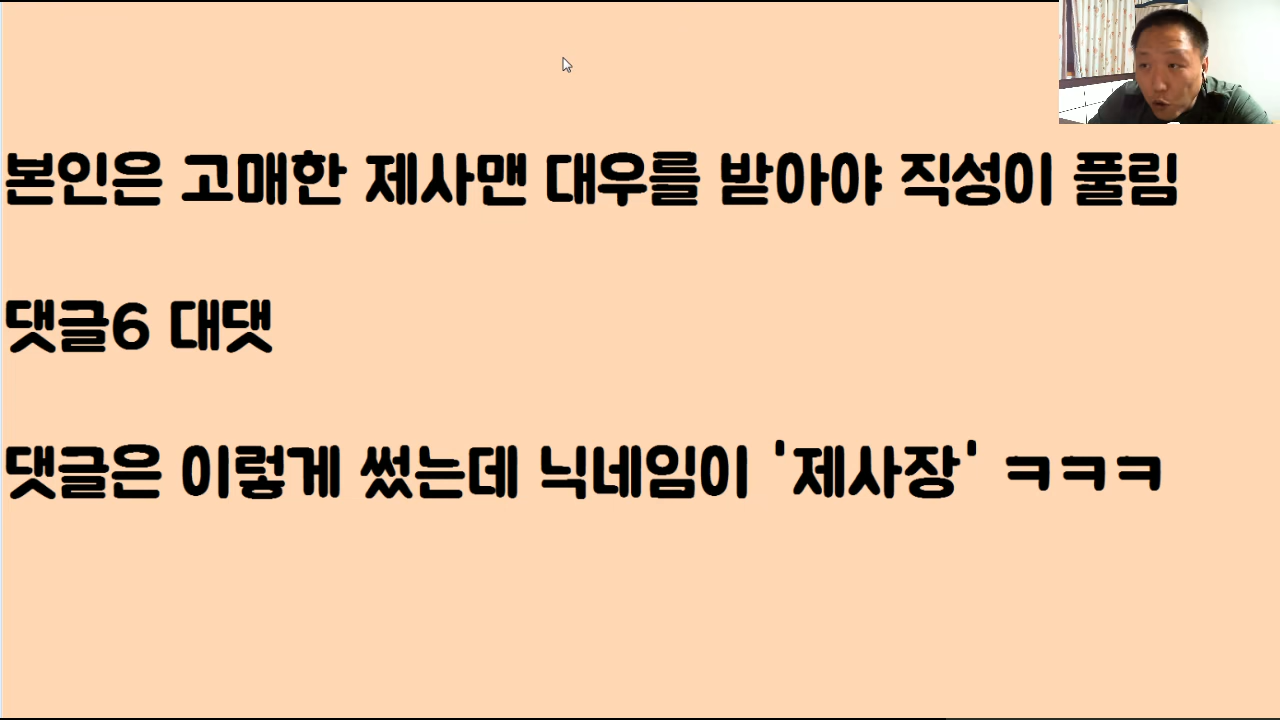 본인은 고매한 제사맨 대우를 받아야 직성이 풀림
댓글6 대댓
댓글은 이렇게 썼는데 닉네임이 '제사장' ㅋㅋㅋ